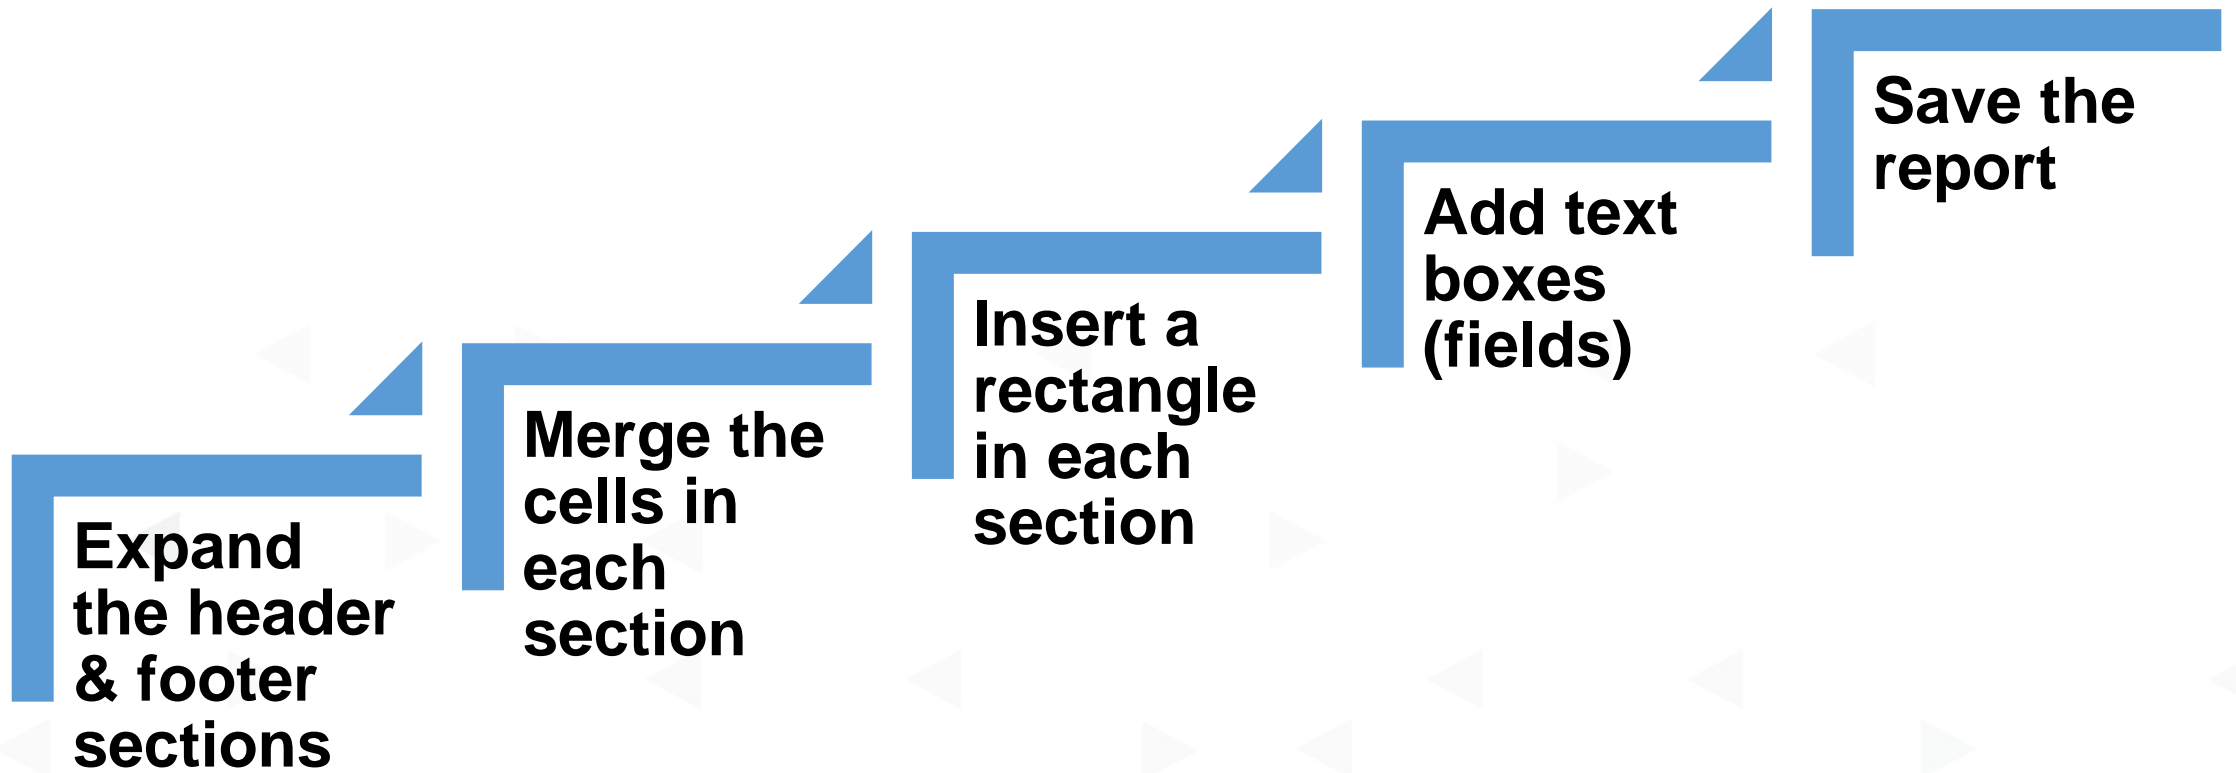 Expand
the header
& footer
sections
Merge the
cells in
each
section
Insert a
rectangle
in each
section
Add text
boxes
(fields)
Save the
report